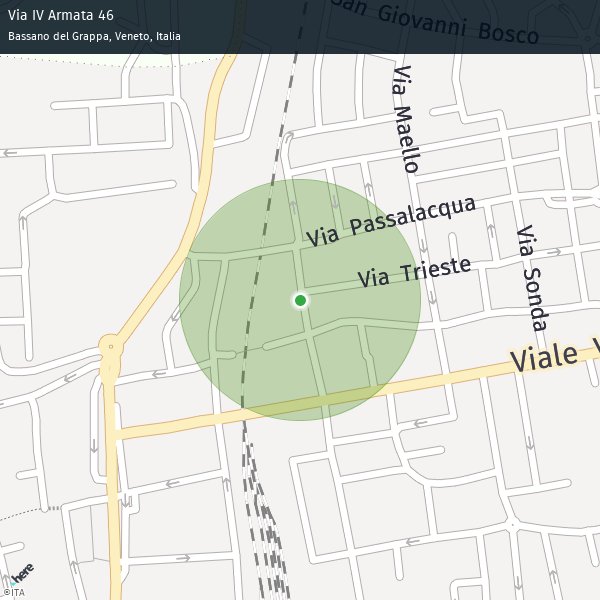 Via IV Armata 46
Bassano del Grappa, Veneto, Italia
San Giovanni Bosco
Via Maello
Via Passalacqua
Via Trieste
Via Sonda
Viale V
here
©ITA